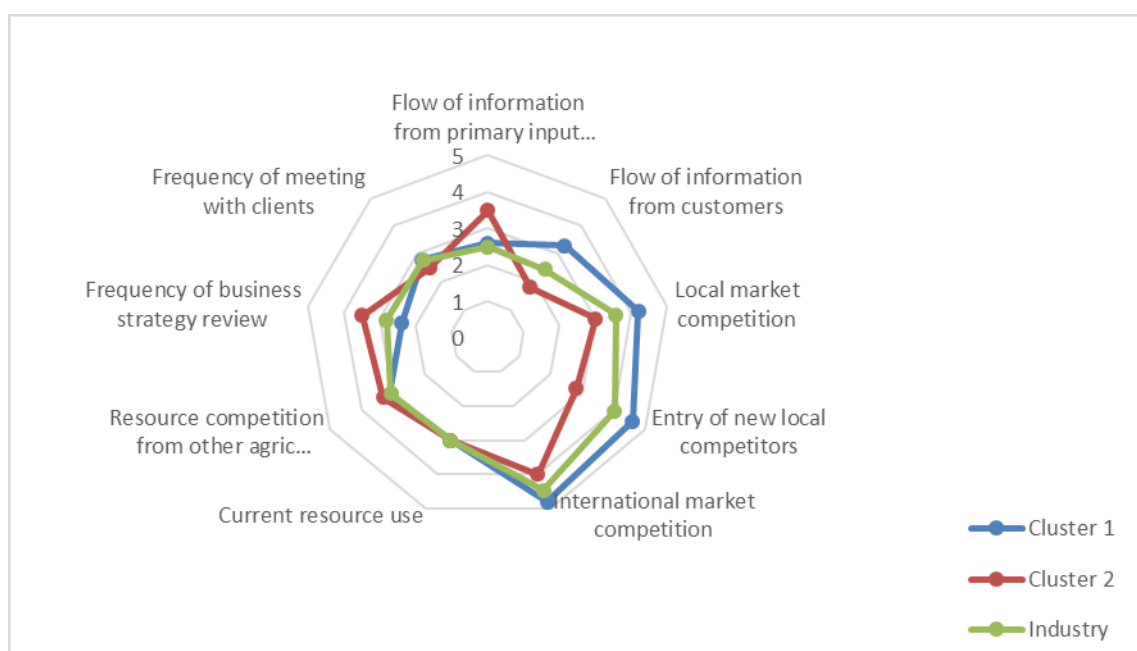 Flow of information
from primary input...
Flow of information
from customers
Local market
competition
Entry of new local
competitors
International market
competition
Current resource use
Resource competition
from other agric...
Frequency of business
strategy review
Frequency of meeting
with clients
5
4
3
2
1
0
Cluster 1
Cluster 2
Industry